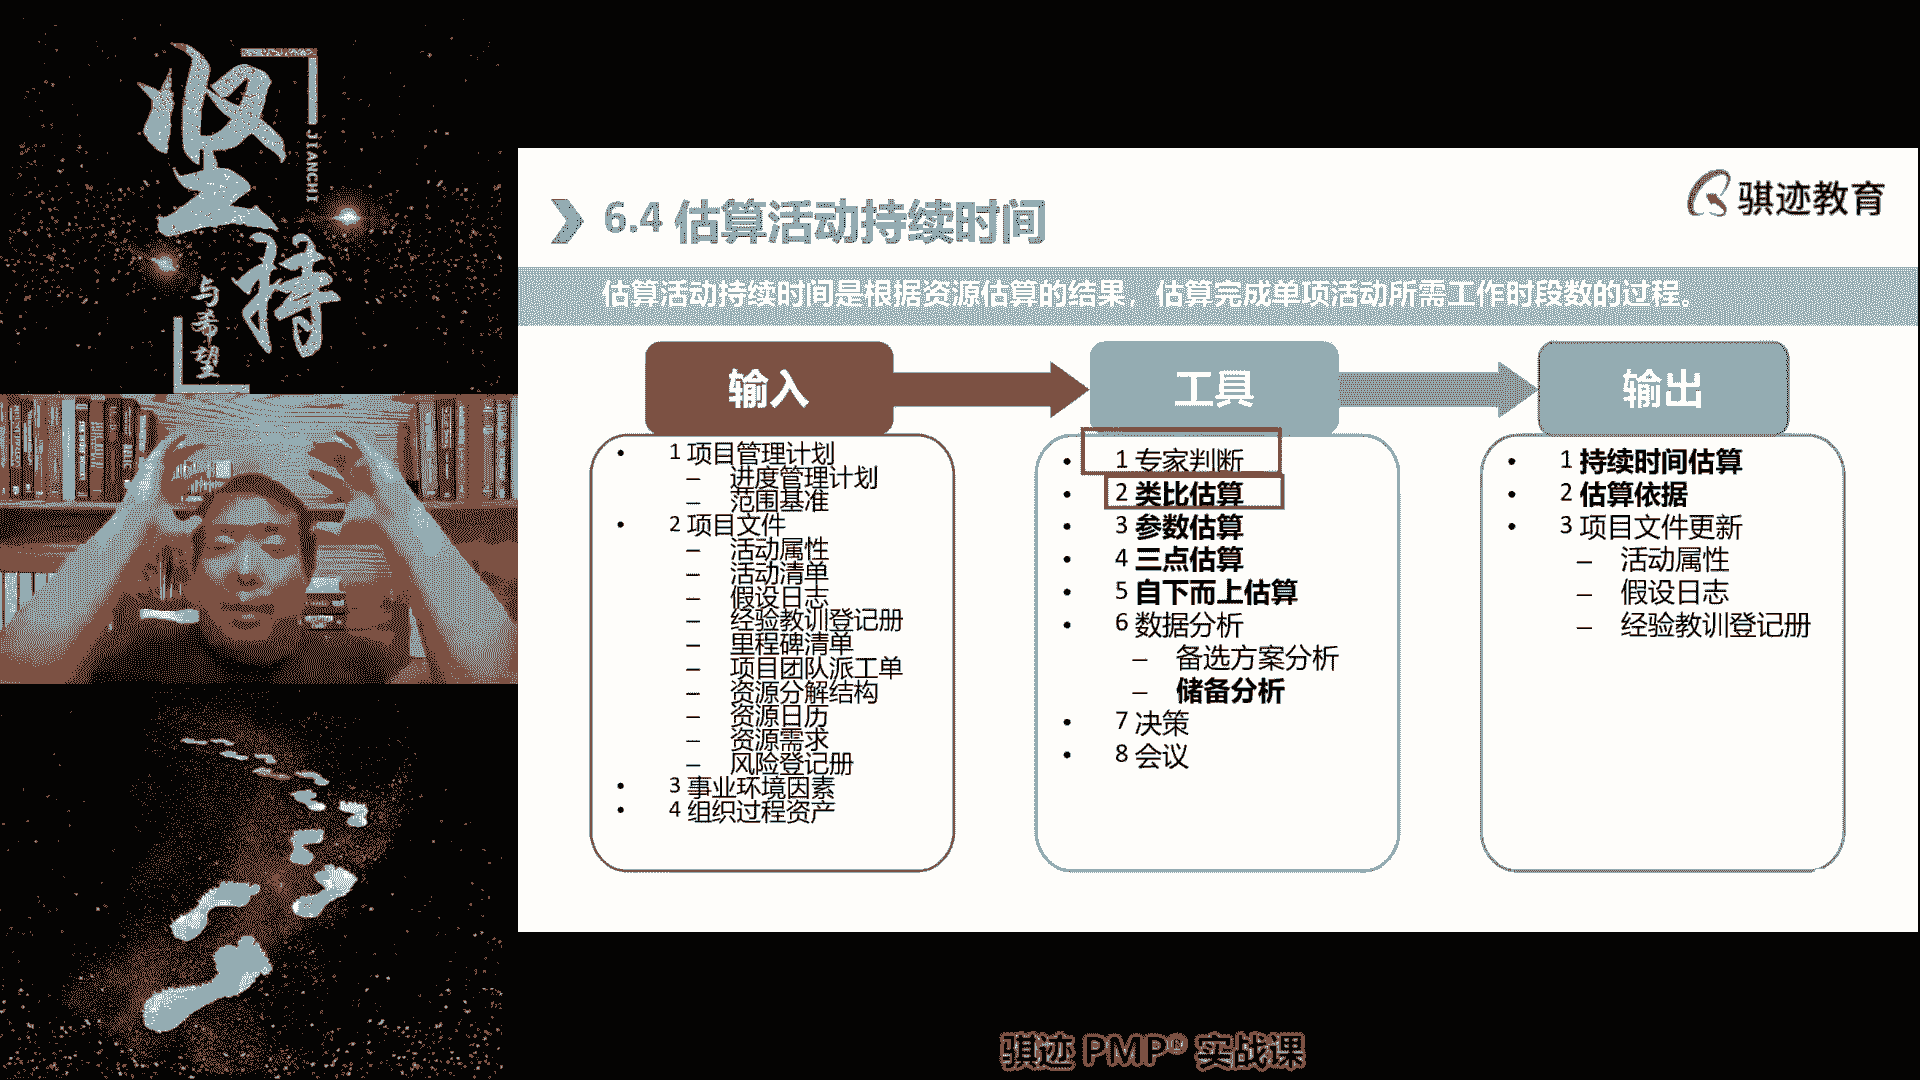 坚持
JIANCHI
与希望
骐迹教育
6.4 估算活动持续时间
估算活动持续时间是根据资源估算的结果，估算完成单项活动所需工作时段数的过程。
输入
• 1 项目管理计划
– 进度管理计划
– 范围基准
• 2 项目文件
– 活动属性
– 活动清单
– 假设日志
– 经验教训登记册
– 里程碑清单
– 项目团队派工单
– 资源分解结构
– 资源日历
– 资源需求
– 风险登记册
• 3 事业环境因素
• 4 组织过程资产
工具
• 1 专家判断
• 2 类比估算
• 3 参数估算
• 4 三点估算
• 5 自下而上估算
• 6 数据分析
– 备选方案分析
– 储备分析
• 7 决策
• 8 会议
输出
• 1 持续时间估算
• 2 估算依据
• 3 项目文件更新
– 活动属性
– 假设日志
– 经验教训登记册
骐迹 PMP® 实战课